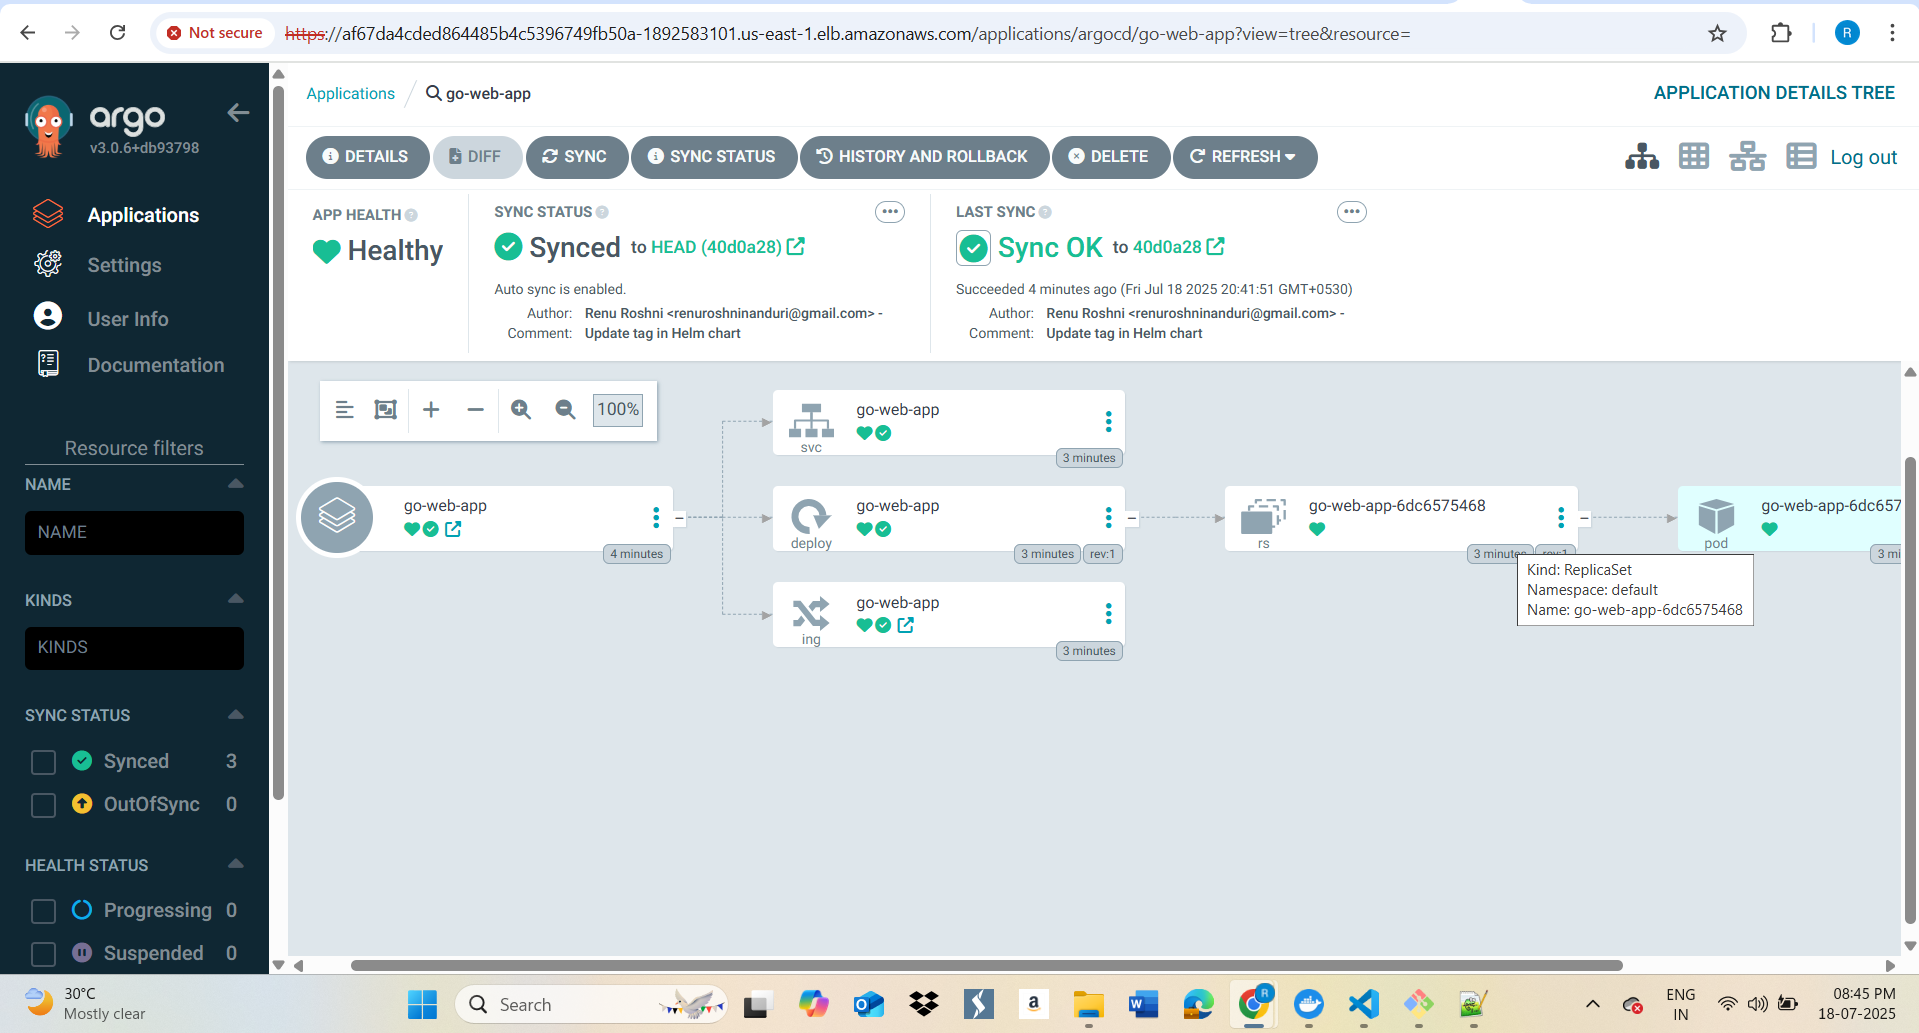 Not secure
https://af67da4cded864485b4c5396749fb50a-1892583101.us-east-1.elb.amazonaws.com/applications/argocd/go-web-app?view=tree&resource=
R
argo
v3.0.6+db93798
Applications
Settings
User Info
Documentation
Resource filters
NAME
NAME
KINDS
KINDS
SYNC STATUS
Synced 3
OutOfSync 0
HEALTH STATUS
Progressing 0
Suspended 0
Applications / go-web-app
APPLICATION DETAILS TREE
DETAILS DIFF SYNC SYNC STATUS HISTORY AND ROLLBACK DELETE REFRESH
Log out
APP HEALTH
Healthy
SYNC STATUS
Synced to HEAD (40d0a28)
Auto sync is enabled.
Author: Renu Roshni <renuroshninanduri@gmail.com> -
Comment: Update tag in Helm chart
LAST SYNC
Sync OK to 40d0a28
Succeeded 4 minutes ago (Fri Jul 18 2025 20:41:51 GMT+0530)
Author: Renu Roshni <renuroshninanduri@gmail.com> -
Comment: Update tag in Helm chart
100%
go-web-app
svc
3 minutes
go-web-app
4 minutes
go-web-app
deploy
3 minutes rev:1
go-web-app-6dc6575468
rs
3 minutes rev:1
go-web-app-6dc657
pod
3 mi
go-web-app
ing
3 minutes
Kind: ReplicaSet
Namespace: default
Name: go-web-app-6dc6575468
30°C
Mostly clear
Search
a
R
ENG
IN
08:45 PM
18-07-2025